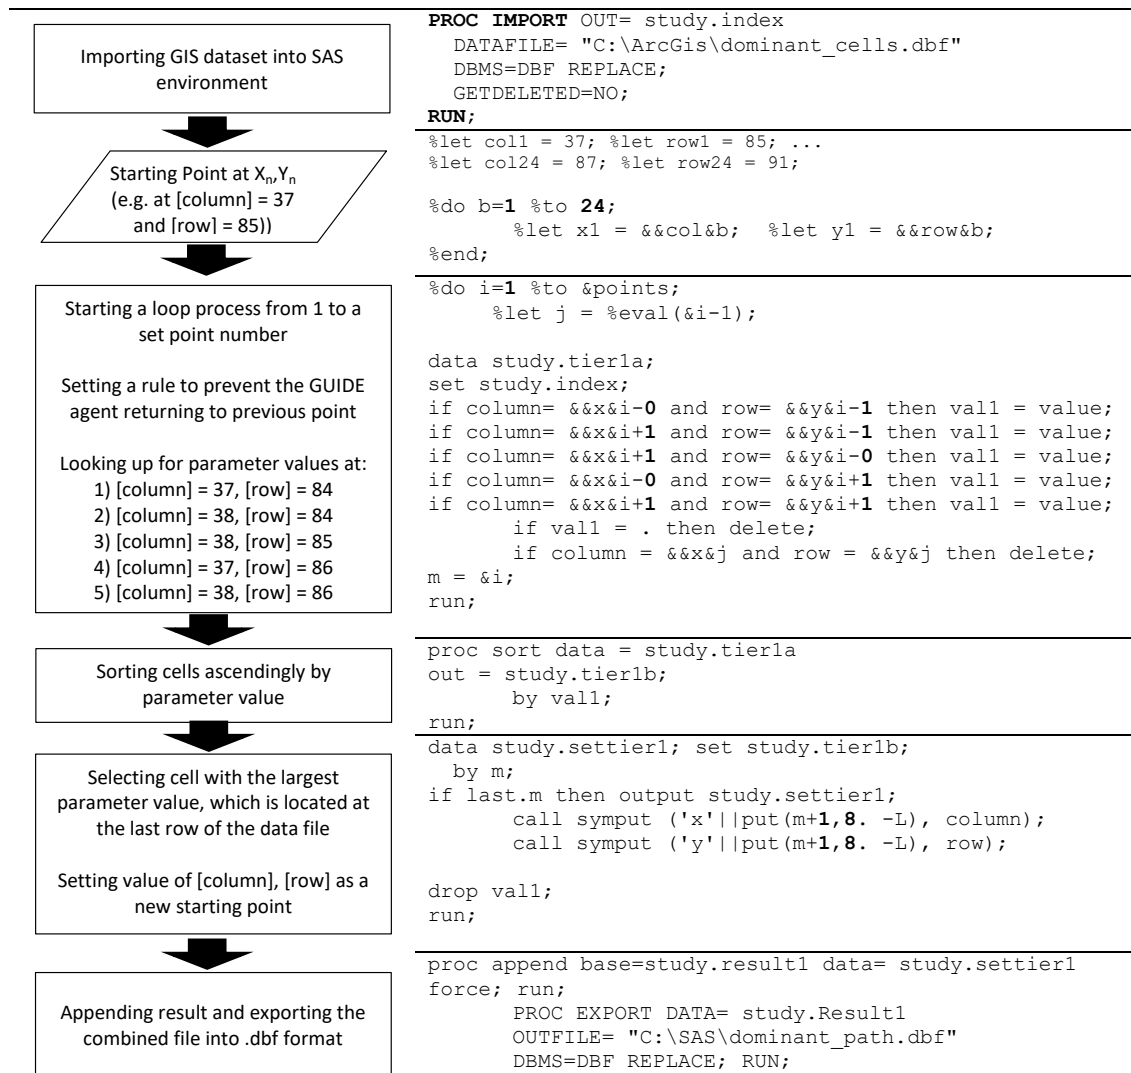 Importing GIS dataset into SAS
environment
PROC IMPORT OUT= study.index
DATAFILE= "C:\ArcGis\dominant_cells.dbf"
DBMS=DBF REPLACE;
GETDELETED=NO;
RUN;
Starting Point at Xn,Yn
(e.g. at [column] = 37
and [row] = 85))
%let col1 = 37; %let row1 = 85; ...
%let col24 = 87; %let row24 = 91;
%do b=1 %to 24;
%let x1 = &&col&b; %let y1 = &&row&b;
%end;
Starting a loop process from 1 to a
set point number
Setting a rule to prevent the GUIDE
agent returning to previous point
Looking up for parameter values at:
1) [column] = 37, [row] = 84
2) [column] = 38, [row] = 84
3) [column] = 38, [row] = 85
4) [column] = 37, [row] = 86
5) [column] = 38, [row] = 86
%do i=1 %to &points;
%let j = %eval(&i-1);
data study.tier1a;
set study.index;
if column= &&x&i-0 and row= &&y&i-1 then val1 = value;
if column= &&x&i+1 and row= &&y&i-1 then val1 = value;
if column= &&x&i+1 and row= &&y&i-0 then val1 = value;
if column= &&x&i-0 and row= &&y&i+1 then val1 = value;
if column= &&x&i+1 and row= &&y&i+1 then val1 = value;
if val1 = . then delete;
if column = &&x&j and row = &&y&j then delete;
m = &i;
run;
Sorting cells ascendingly by
parameter value
proc sort data = study.tier1a
out = study.tier1b;
by val1;
run;
Selecting cell with the largest
parameter value, which is located at
the last row of the data file
Setting value of [column], [row] as a
new starting point
data study.settier1; set study.tier1b;
by m;
if last.m then output study.settier1;
call symput ('x'||put(m+1,8. -L), column);
call symput ('y'||put(m+1,8. -L), row);
drop val1;
run;
Appending result and exporting the
combined file into .dbf format
proc append base=study.result1 data= study.settier1
force; run;
PROC EXPORT DATA= study.Result1
OUTFILE= "C:\SAS\dominant_path.dbf"
DBMS=DBF REPLACE; RUN;